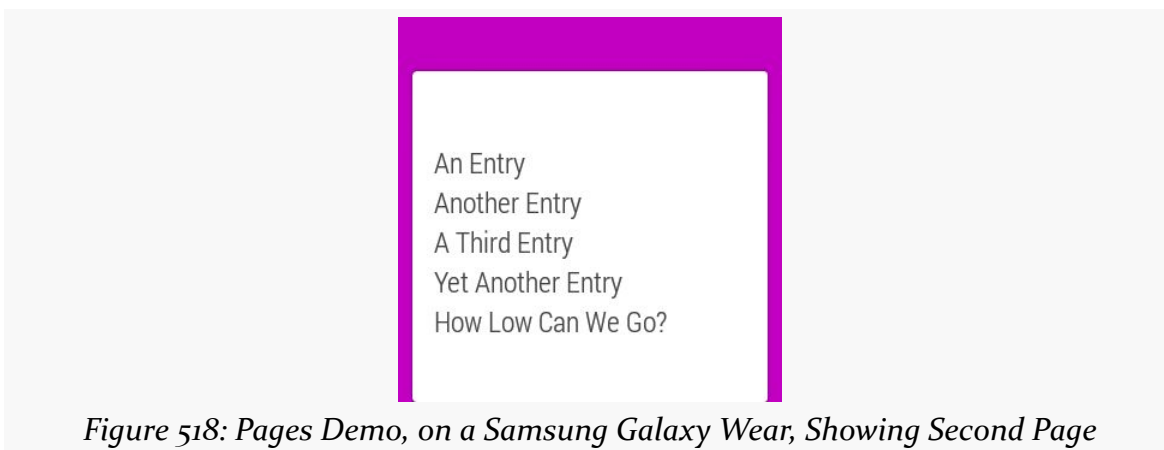 An Entry
Another Entry
A Third Entry
Yet Another Entry
How Low Can We Go?
Figure 518: Pages Demo, on a Samsung Galaxy Wear, Showing Second Page